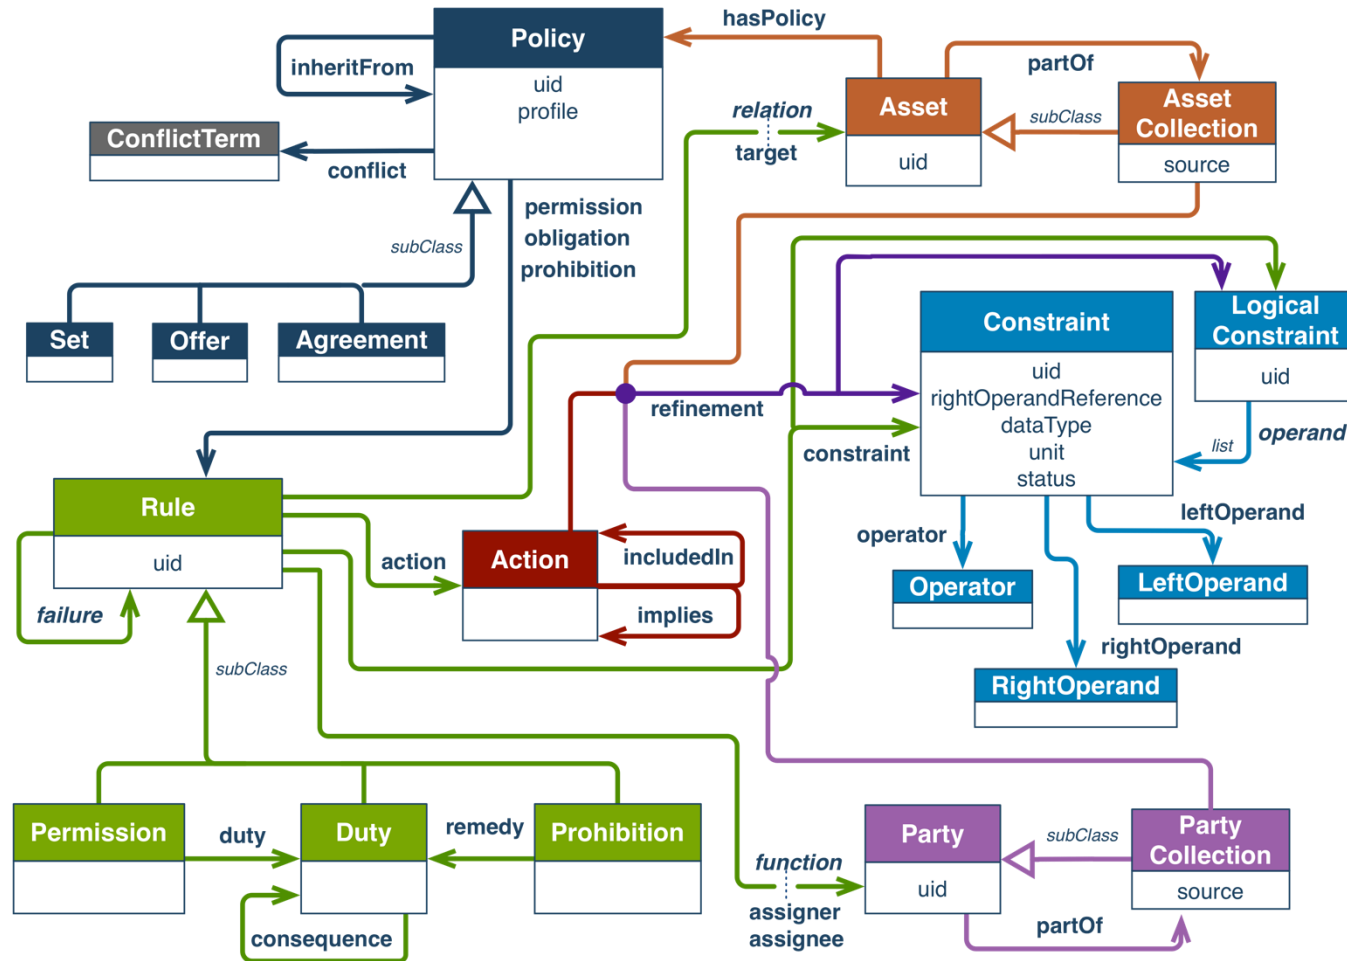 Policy
uid
profile
inheritFrom
ConflictTerm
conflict
hasPolicy
partOf
relation
target
Asset
uid
subClass
Asset
Collection
source
permission
obligation
prohibition
subClass
Set
Offer
Agreement
Constraint
uid
rightOperandReference
dataType
unit
status
Logical
Constraint
uid
refinement
constraint
list
operand
Rule
uid
failure
action
Action
includedIn
implies
operator
leftOperand
Operator
LeftOperand
rightOperand
RightOperand
subClass
Permission
duty
Duty
remedy
Prohibition
consequence
function
assigner
assignee
Party
uid
subClass
Party
Collection
source
partOf